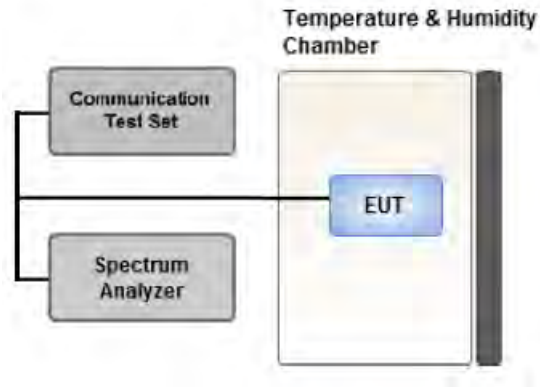 Temperature & Humidity
Chamber
Communication
Test Set
EUT
Spectrum
Analyzer